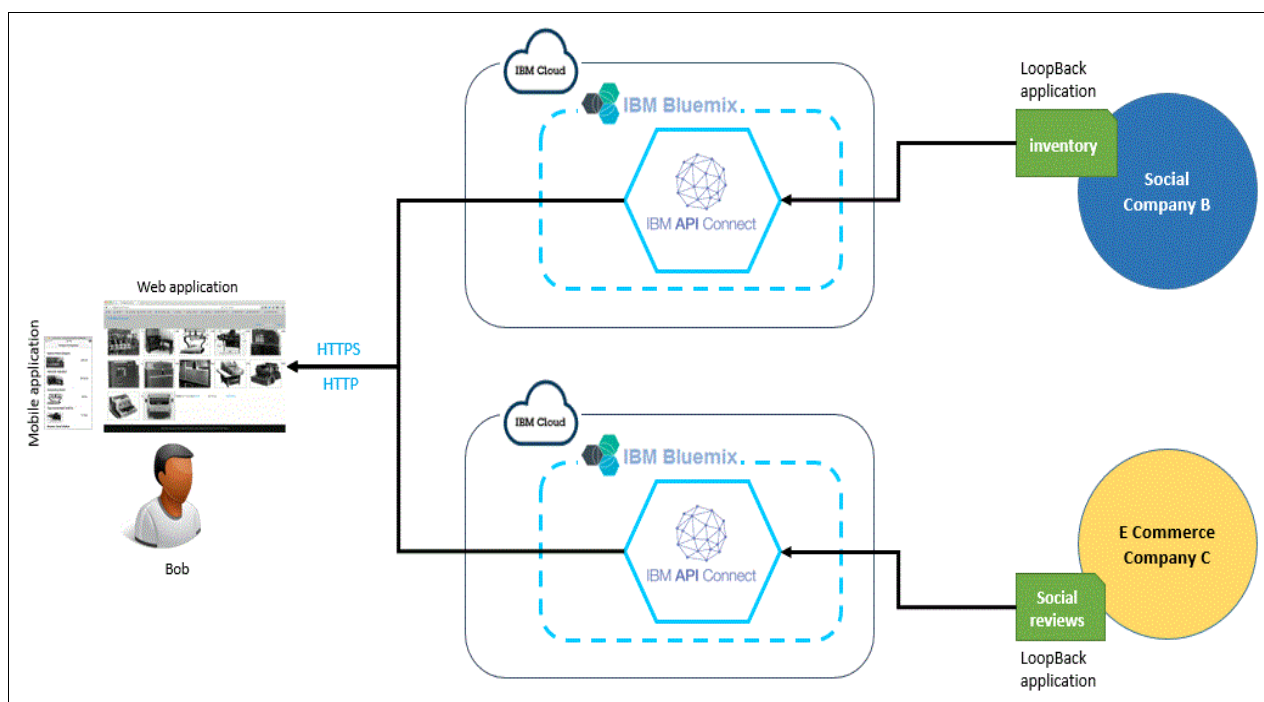 IBM Cloud
IBM Bluemix
IBM API Connect
LoopBack
application
inventory
Social
Company B
Web application
Mobile application
HTTPS
HTTP
Bob
IBM Cloud
IBM Bluemix
IBM API Connect
E Commerce
Company C
Social
reviews
LoopBack
application